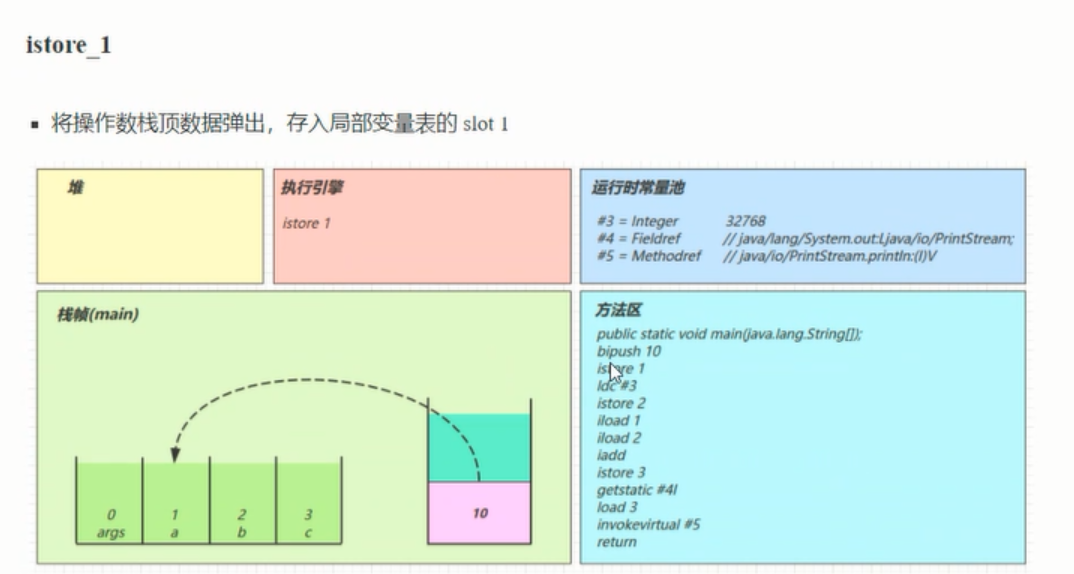 istore_1
▪ 将操作数栈顶数据弹出，存入局部变量表的 slot 1
堆
执行引擎
istore 1
运行时常量池
#3 = Integer 32768
#4 = Fieldref // java/lang/System.out:Ljava/io/PrintStream;
#5 = Methodref // java/io/PrintStream.println:(I)V
栈帧(main)
0 1 2 3
args a b c
10
方法区
public static void main(java.lang.String[]);
bipush 10
istore 1
ldc #3
istore 2
iload 1
iload 2
iadd
istore 3
getstatic #4l
load 3
invokevirtual #5
return